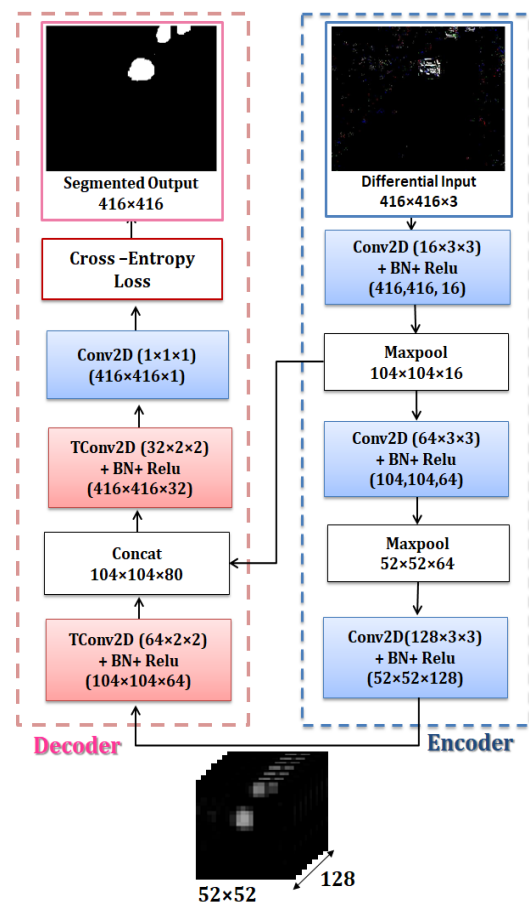 Segmented Output
416×416
Cross –Entropy
Loss
Conv2D (1×1×1)
(416×416×1)
TConv2D (32×2×2)
+ BN+ Relu
(416×416×32)
Concat
104×104×80
TConv2D (64×2×2)
+ BN+ Relu
(104×104×64)
Decoder
Differential Input
416×416×3
Conv2D (16×3×3)
+ BN+ Relu
(416,416, 16)
Maxpool
104×104×16
Conv2D (64×3×3)
+ BN+ Relu
(104,104,64)
Maxpool
52×52×64
Conv2D(128×3×3)
+ BN+ Relu
(52×52×128)
Encoder
128
52×52